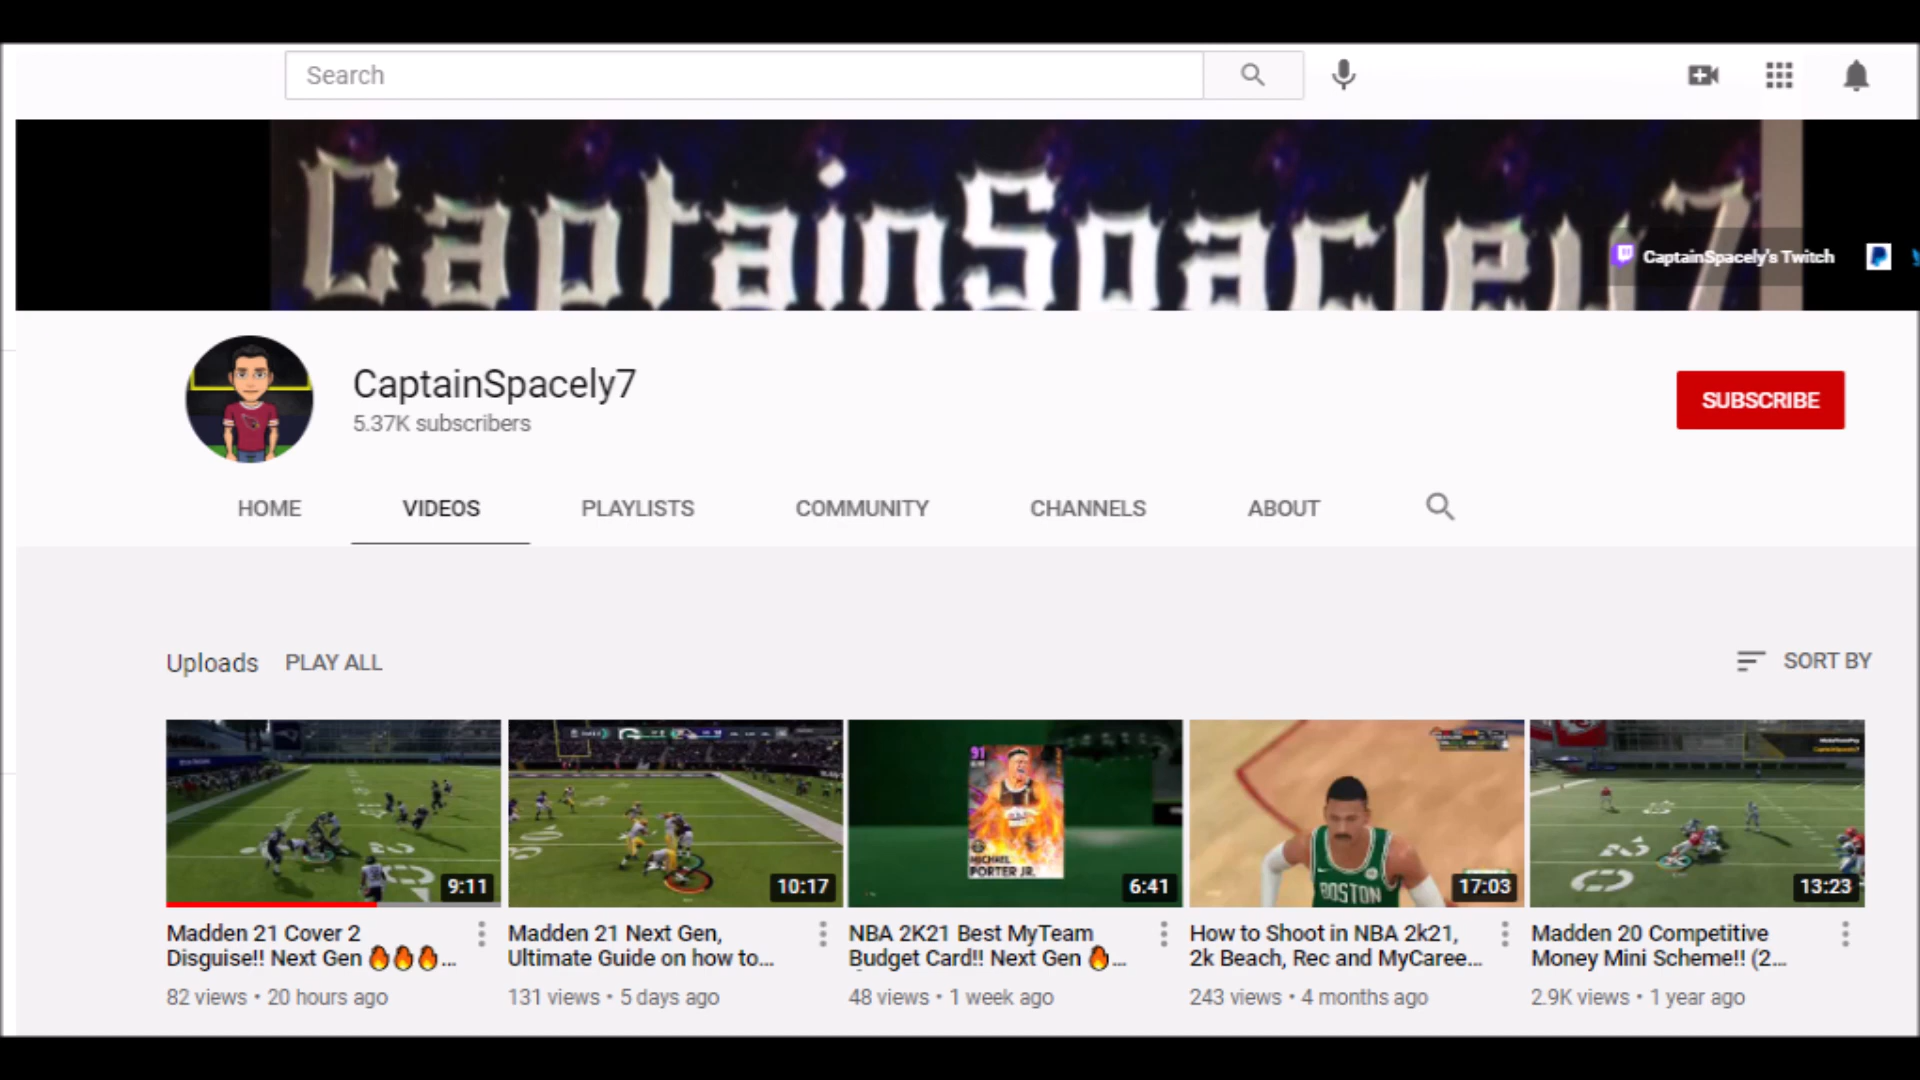 Search
CaptainSpacley7
CaptainSpacely's Twitch
CaptainSpacely7
5.37K subscribers
SUBSCRIBE
HOME
VIDEOS
PLAYLISTS
COMMUNITY
CHANNELS
ABOUT
Uploads
PLAY ALL
SORT BY
9:11
10:17
91
MICHAEL
PORTER JR.
6:41
BOSTON
17:03
13:23
Madden 21 Cover 2
Disguise!! Next Gen 🔥🔥🔥...
82 views • 20 hours ago
Madden 21 Next Gen,
Ultimate Guide on how to...
131 views • 5 days ago
NBA 2K21 Best MyTeam
Budget Card!! Next Gen 🔥...
48 views • 1 week ago
How to Shoot in NBA 2k21,
2k Beach, Rec and MyCaree...
243 views • 4 months ago
Madden 20 Competitive
Money Mini Scheme!! (2...
2.9K views • 1 year ago